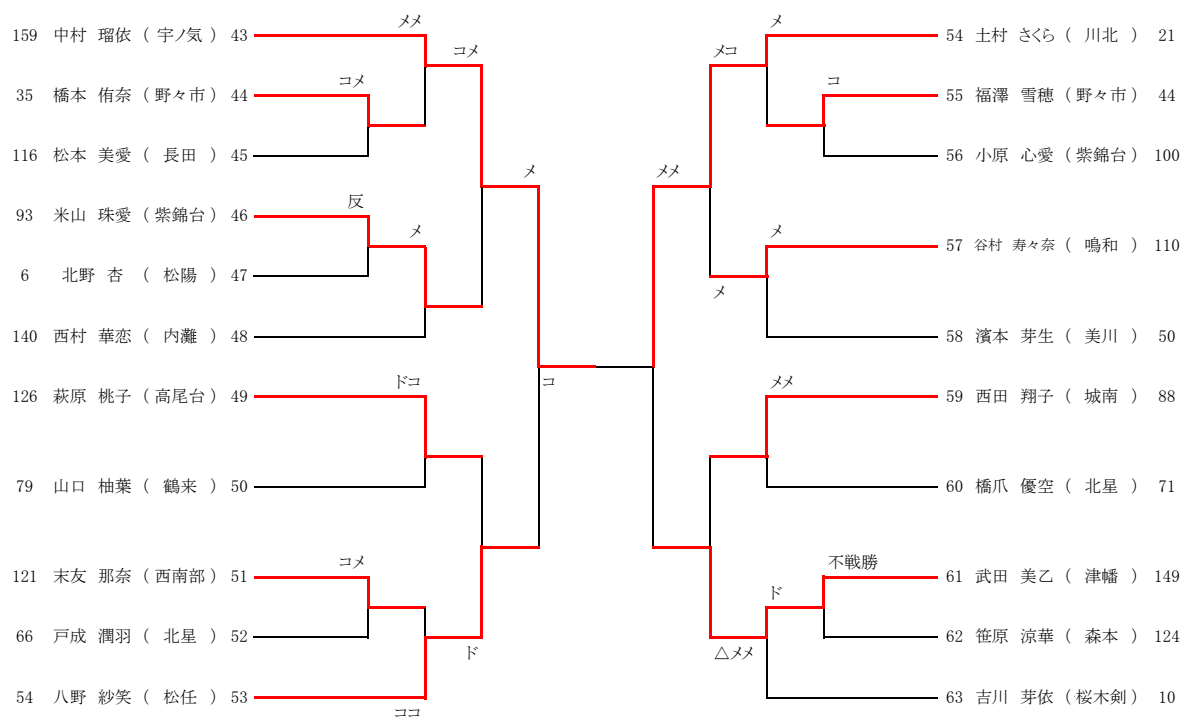 メメ メ
159 中村 瑠依 ( 宇ノ気 ) 43 54 土村 さくら ( 川北 ) 21
コメ メコ
コメ コ
35 橋本 侑奈 ( 野々市 ) 44 55 福澤 雪穂 ( 野々市 ) 44
116 松本 美愛 ( 長田 ) 45 56 小原 心愛 ( 紫錦台 ) 100
メ メメ
反
93 米山 珠愛 ( 紫錦台 ) 46
メ メ
57 谷村 寿々奈 ( 鳴和 ) 110
6 北野 杏 ( 松陽 ) 47
メ
140 西村 華恋 ( 内灘 ) 48 58 濱本 芽生 ( 美川 ) 50
ドコ コ メメ
126 萩原 桃子 ( 高尾台 ) 49 59 西田 翔子 ( 城南 ) 88
79 山口 柚葉 ( 鶴来 ) 50 60 橋爪 優空 ( 北星 ) 71
コメ 不戦勝
121 末友 那奈 ( 西南部 ) 51 61 武田 美乙 ( 津幡 ) 149
ド
66 戸成 潤羽 ( 北星 ) 52 62 笹原 涼華 ( 森本 ) 124
ド △メメ
54 八野 紗笑 ( 松任 ) 53 63 吉川 芽依 ( 桜木剣 ) 10
ココ